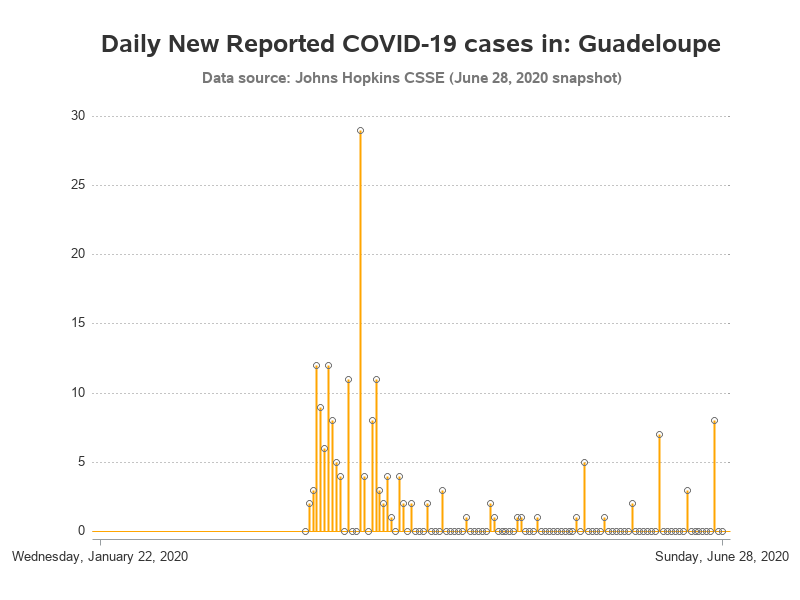 Daily New Reported COVID-19 cases in: Guadeloupe
Data source: Johns Hopkins CSSE (June 28, 2020 snapshot)
30
25
20
15
10
5
0
Wednesday, January 22, 2020
Sunday, June 28, 2020